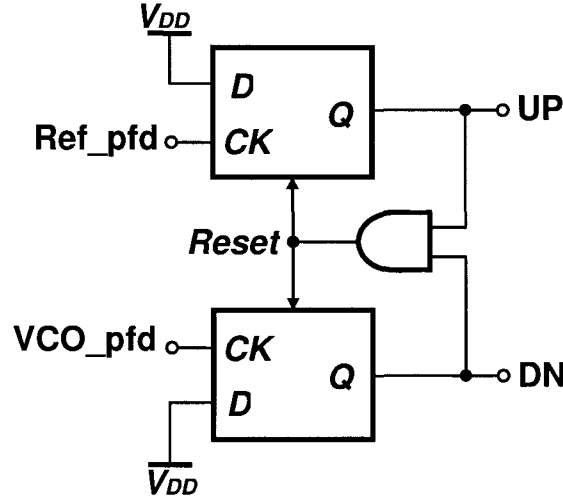 VDD
D
Q
UP
Ref_pfd
CK
Reset
VCO_pfd
CK
Q
DN
D
VDD